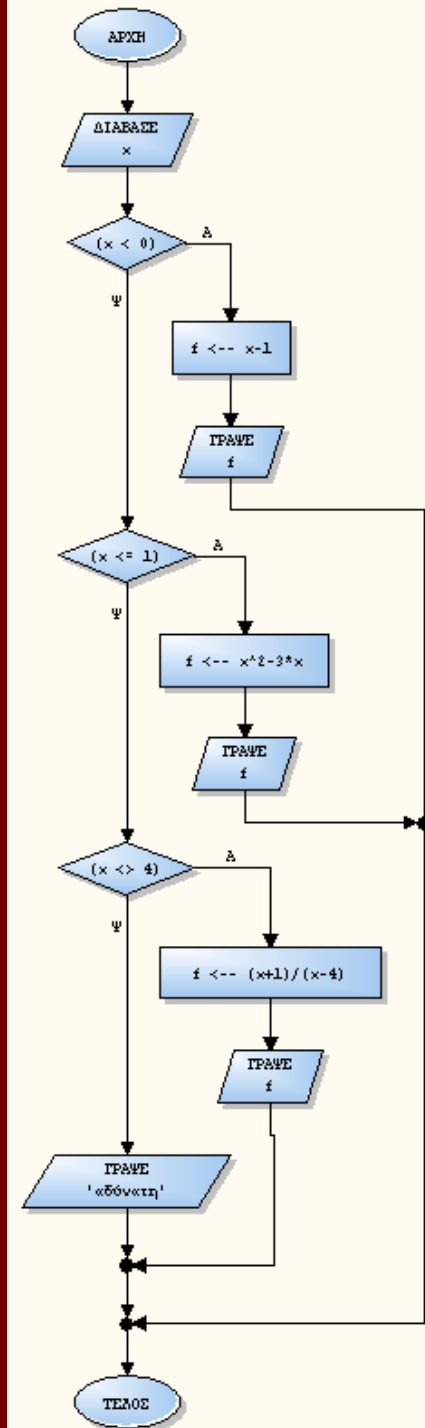 ΑΡΧΗ
ΔΙΑΒΑΣΕ
x
(x < 0)
Α
Ψ
f <-- x-1
ΓΡΑΨΕ
f
(x <= 1)
Α
Ψ
f <-- x^2-3*x
ΓΡΑΨΕ
f
(x <> 4)
Α
Ψ
f <-- (x+1)/(x-4)
ΓΡΑΨΕ
f
ΓΡΑΨΕ
'αδύνατη'
ΤΕΛΟΣ